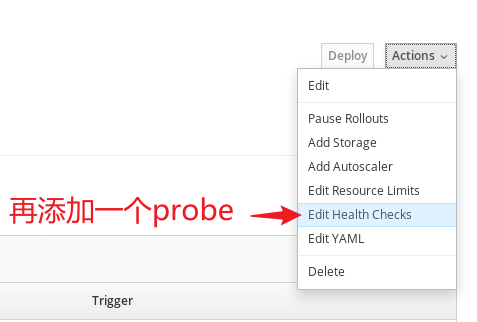 Deploy
Actions
Edit
Pause Rollouts
Add Storage
Add Autoscaler
Edit Resource Limits
再添加一个probe
Edit Health Checks
Edit YAML
Delete
Trigger